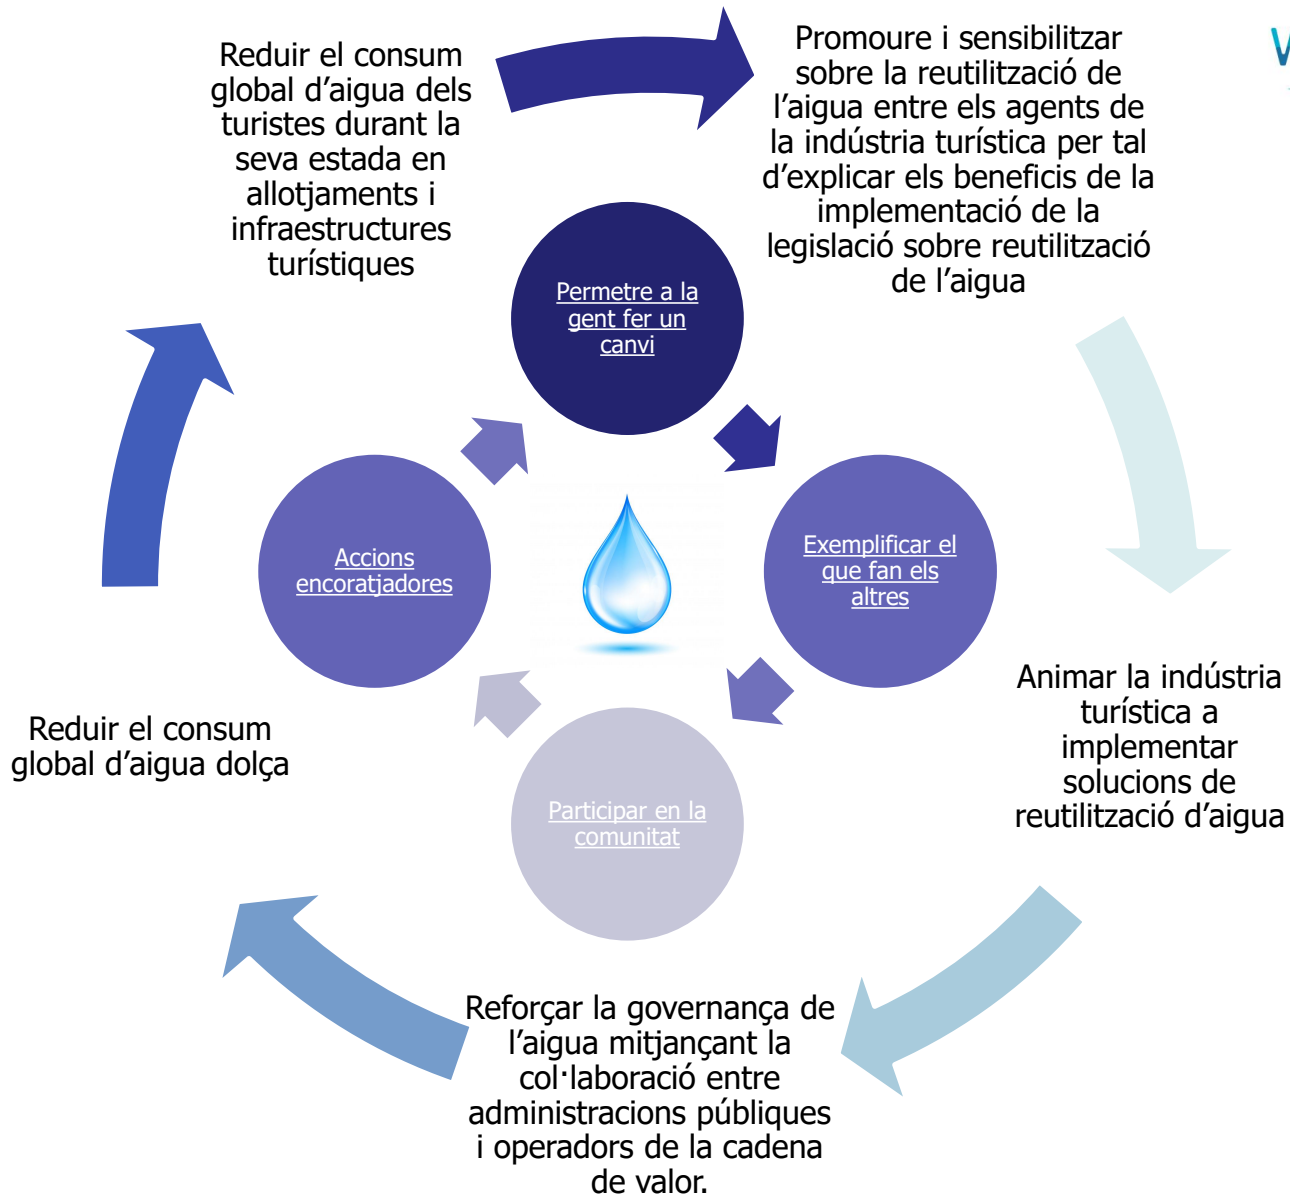 Reduir el consum
global d'aigua dels
turistes durant la
seva estada en
allotjaments i
infraestructures
turístiques
Promoure i sensibilitzar
sobre la reutilització de
l'aigua entre els agents de
la indústria turística per tal
d'explicar els beneficis de la
implementació de la
legislació sobre reutilització
de l'aigua
Permetre a la
gent fer un
canvi
Accions
encoratjadores
Exemplificar el
que fan els
altres
Participar en la
comunitat
Animar la indústria
turística a
implementar
solucions de
reutilització d'aigua
Reduir el consum
global d'aigua dolça
Reforçar la governança de
l'aigua mitjançant la
col·laboració entre
administracions públiques
i operadors de la cadena
de valor.